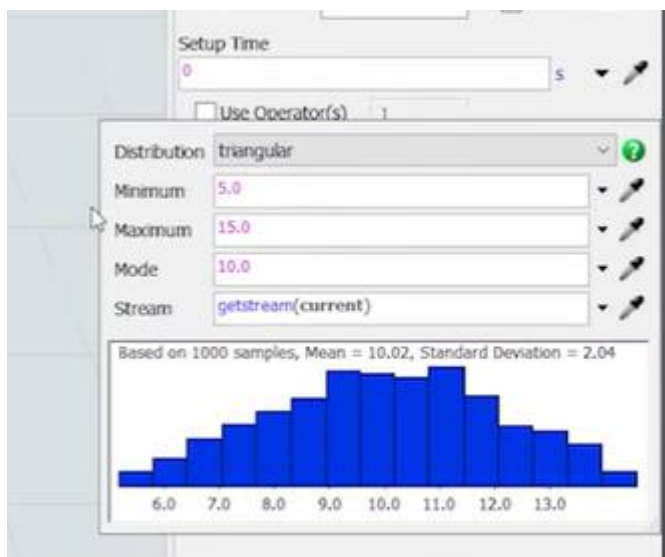 Setup Time
0 s
Use Operator(s) 1
Distribution triangular
Minimum 5.0
Maximum 15.0
Mode 10.0
Stream getstream(current)
Based on 1000 samples, Mean = 10.02, Standard Deviation = 2.04
6.0 7.0 8.0 9.0 10.0 11.0 12.0 13.0